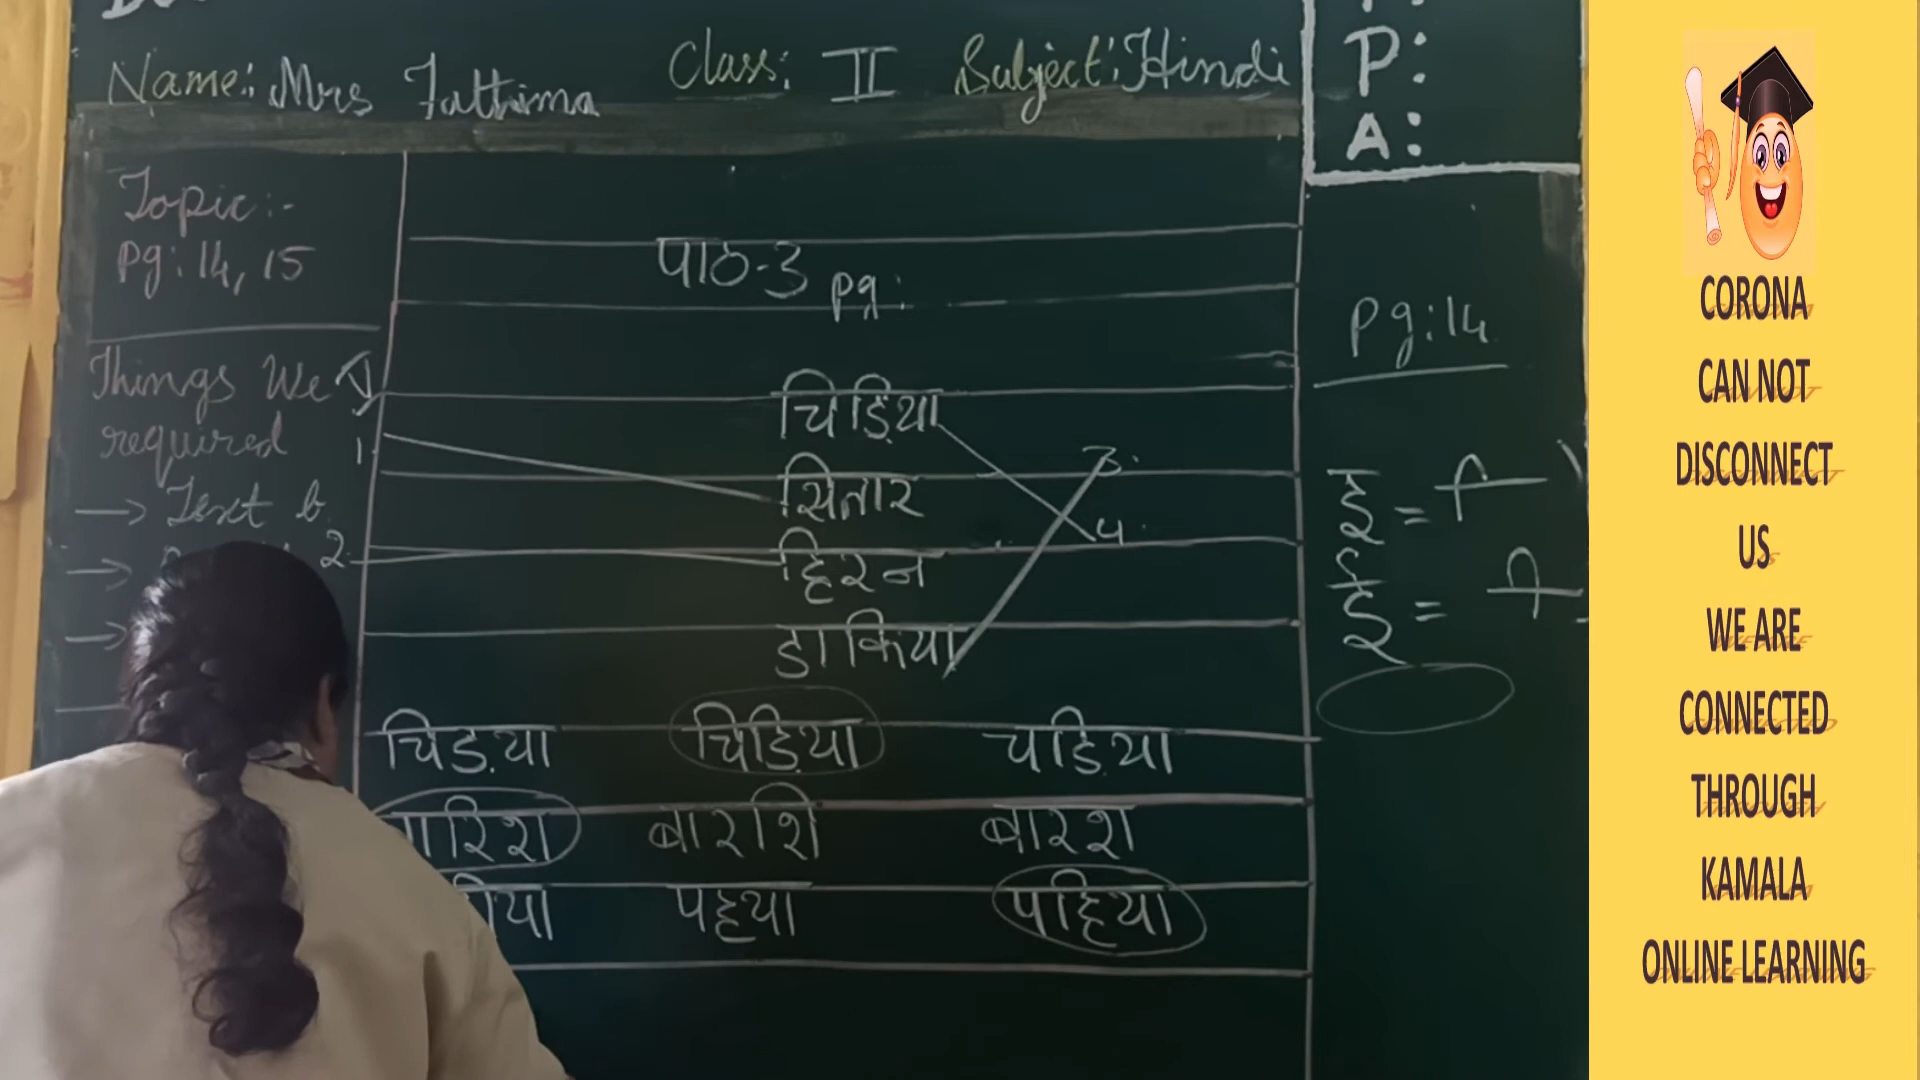 Name: Mrs Fathima Class: II Subject: Hindi
P:
A:
Topic:-
pg: 14, 15
Things We
required
→ Text b
1.
2.
पाठ-3 pg:
चिड़िया
सितार
हिरन
डाकिया
3.
4.
चिड़या चिड़िया चड़िया
बारशि बारश
पहया पहिया
pg: 14
इ = ि
CORONA
CAN NOT
DISCONNECT
US
WE ARE
CONNECTED
THROUGH
KAMALA
ONLINE LEARNING